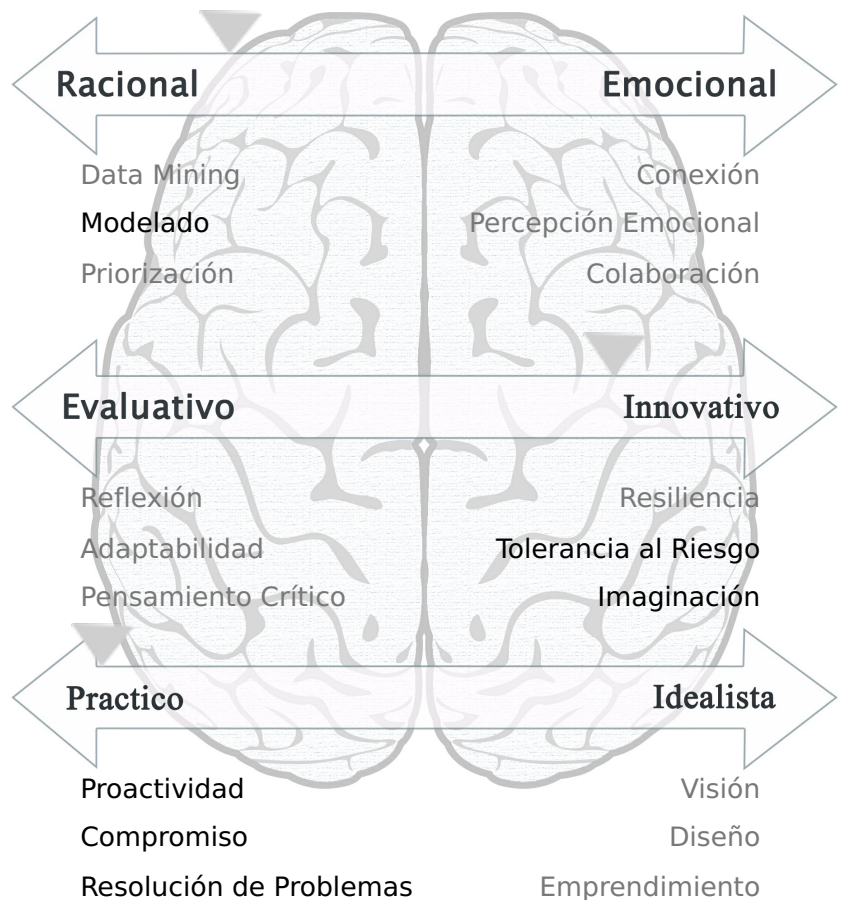 Racional Emocional
Data Mining Conexión
Modelado Percepción Emocional
Priorización Colaboración
Evaluativo Innovativo
Reflexión Resiliencia
Adaptabilidad Tolerancia al Riesgo
Pensamiento Crítico Imaginación
Practico Idealista
Proactividad Visión
Compromiso Diseño
Resolución de Problemas Emprendimiento